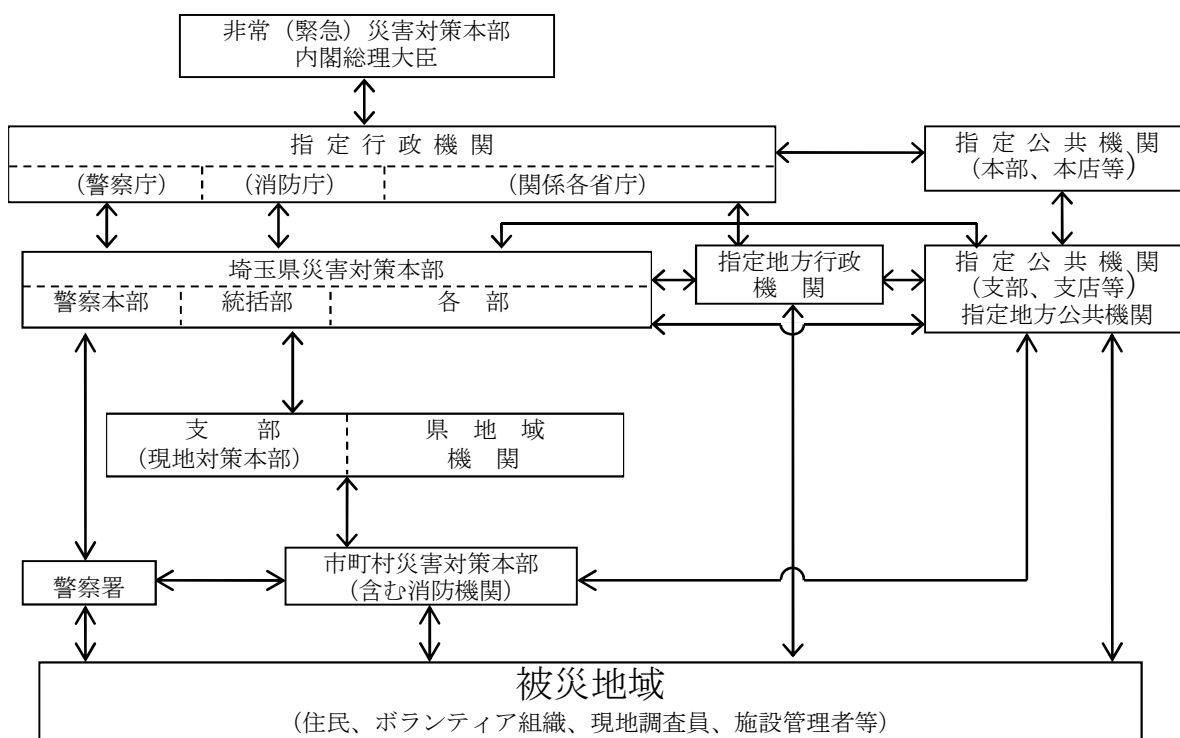 非常（緊急）災害対策本部
内閣総理大臣
指定行政機関
指定公共機関
（本部、本店等）
（警察庁）
（消防庁）
（関係各省庁）
埼玉県災害対策本部
警察本部
統括部
各部
指定地方行政
機関
指定公共機関
（支部、支店等）
指定地方公共機関
支部
（現地対策本部）
県地域
機関
警察署
市町村災害対策本部
（含む消防機関）
被災地域
（住民、ボランティア組織、現地調査員、施設管理者等）